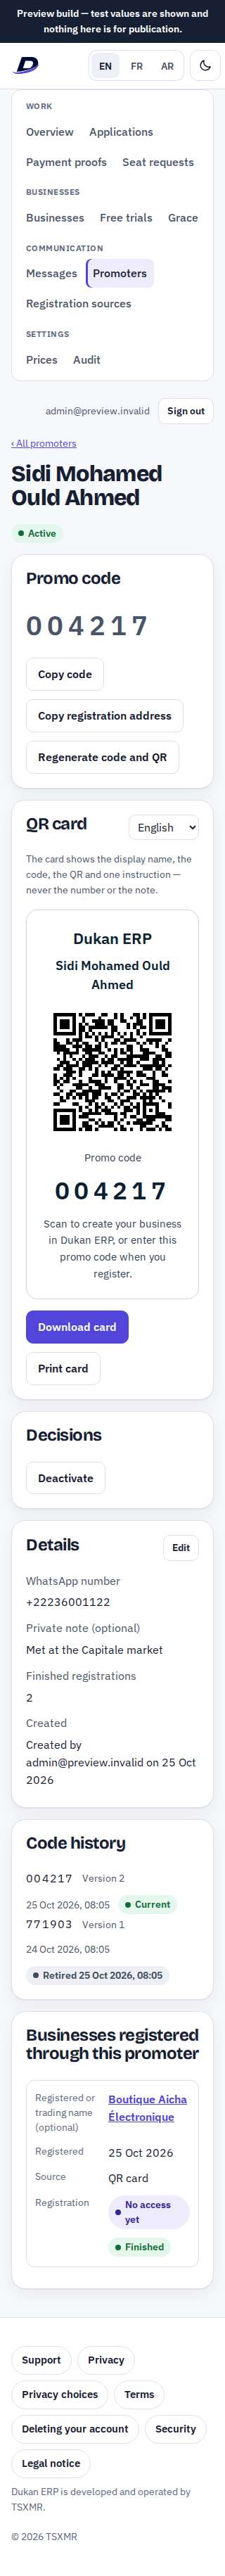 Preview build — test values are shown and
nothing here is for publication.
D
EN
FR
AR
WORK
Overview
Applications
Payment proofs
Seat requests
BUSINESSES
Businesses
Free trials
Grace
COMMUNICATION
Messages
Promoters
Registration sources
SETTINGS
Prices
Audit
admin@preview.invalid
Sign out
‹ All promoters
Sidi Mohamed
Ould Ahmed
Active
Promo code
004217
Copy code
Copy registration address
Regenerate code and QR
QR card
English
The card shows the display name, the
code, the QR and one instruction —
never the number or the note.
Dukan ERP
Sidi Mohamed Ould
Ahmed
Promo code
004217
Scan to create your business
in Dukan ERP, or enter this
promo code when you
register.
Download card
Print card
Decisions
Deactivate
Details
Edit
WhatsApp number
+22236001122
Private note (optional)
Met at the Capitale market
Finished registrations
2
Created
Created by
admin@preview.invalid on 25 Oct
2026
Code history
004217 Version 2
25 Oct 2026, 08:05
Current
771903 Version 1
24 Oct 2026, 08:05
Retired 25 Oct 2026, 08:05
Businesses registered
through this promoter
Registered or
trading name
(optional)
Boutique Aicha
Électronique
Registered
25 Oct 2026
Source
QR card
Registration
No access
yet
Finished
Support
Privacy
Privacy choices
Terms
Deleting your account
Security
Legal notice
Dukan ERP is developed and operated by
TSXMR.
© 2026 TSXMR